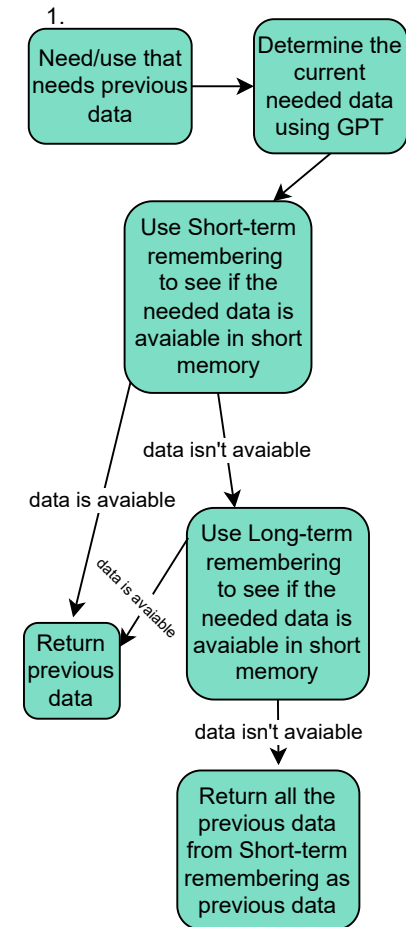 1.
Need/use that
needs previous
data
Determine the
current
needed data
using GPT
Use Short-term
remembering
to see if the
needed data is
avaiable in short
memory
data isn't avaiable
data is avaiable
Use Long-term
remembering
to see if the
needed data is
avaiable in short
memory
data is avaiable
Return
previous
data
data isn't avaiable
Return all the
previous data
from Short-term
remembering as
previous data